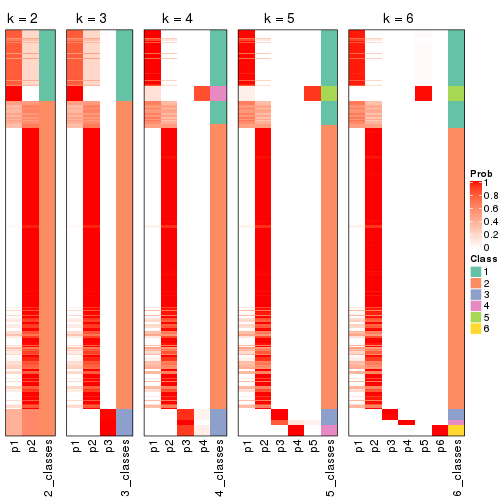 k = 2
k = 3
k = 4
k = 5
k = 6
Prob
1
0.8
0.6
0.4
0.2
0
Class
1
2
3
4
5
6
p1
p2
2_classes
p1
p2
p3
3_classes
p1
p2
p3
p4
4_classes
p1
p2
p3
p4
p5
5_classes
p1
p2
p3
p4
p5
p6
6_classes